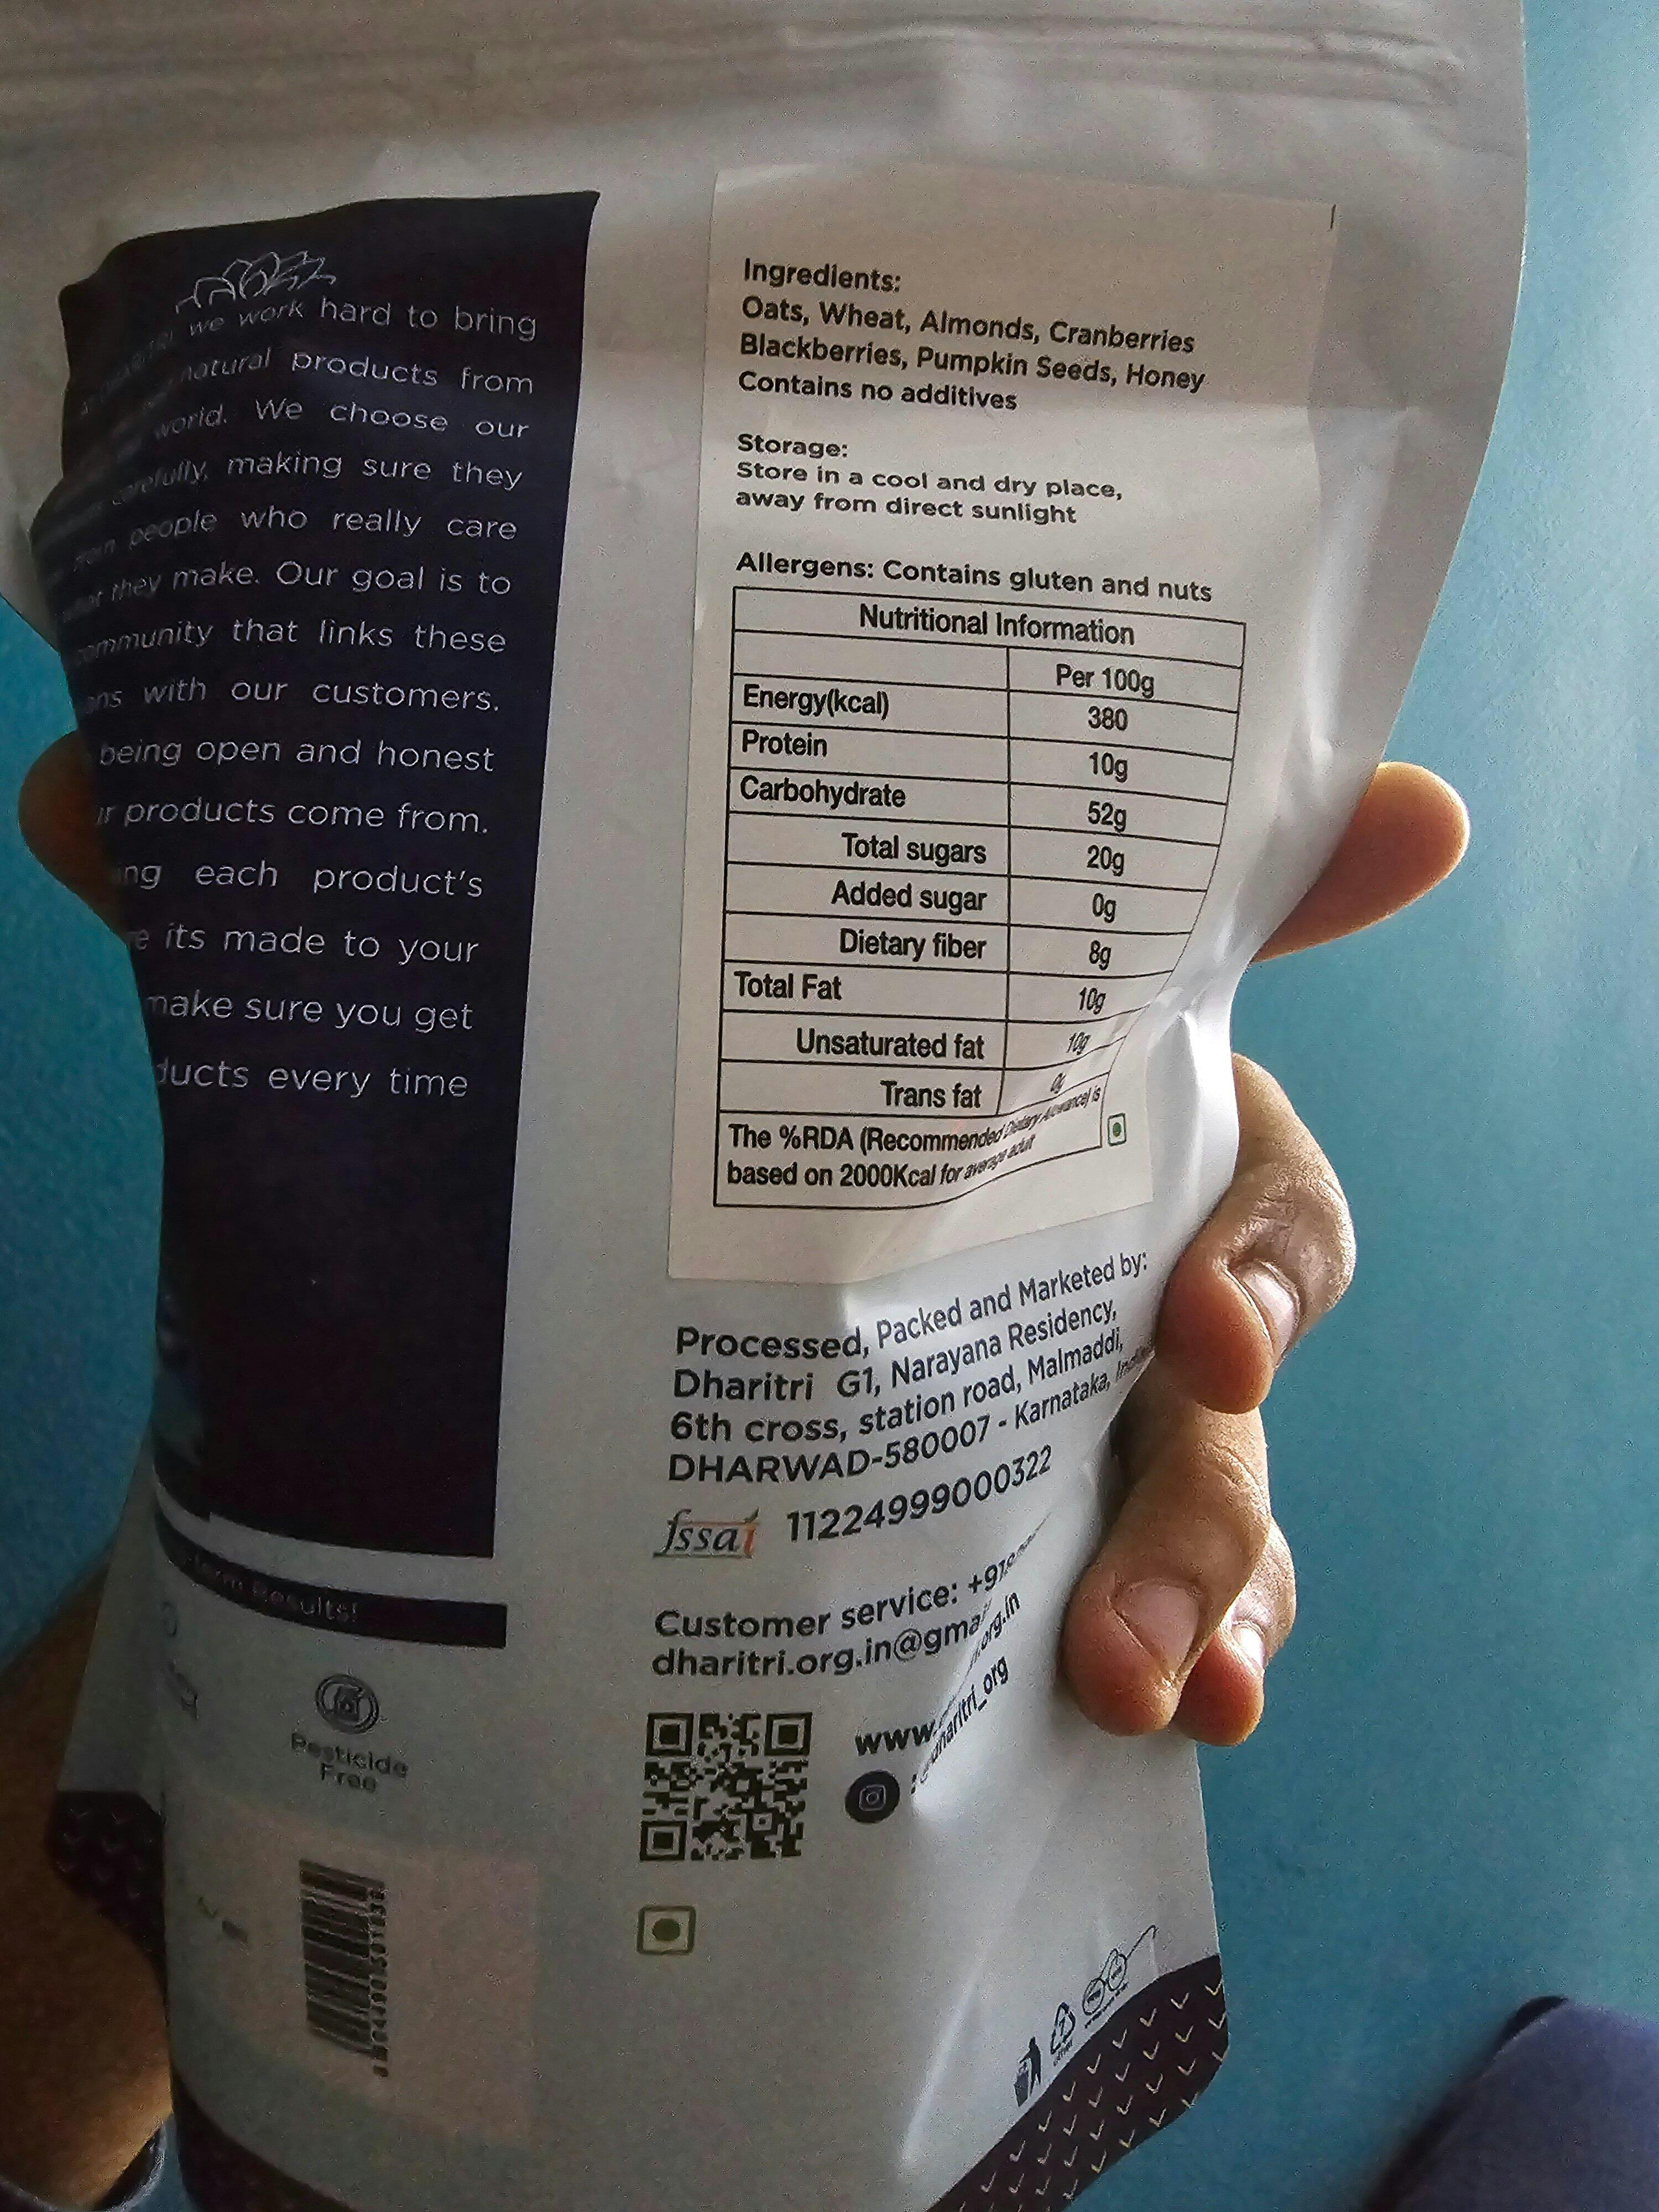 we work hard to bring
natural products from
world. We choose our
carefully, making sure they
from people who really care
they make. Our goal is to
community that links these
with our customers.
being open and honest
products come from.
each product's
its made to your
make sure you get
every time
Results!
Pesticide
Free
Ingredients:
Oats, Wheat, Almonds, Cranberries
Blackberries, Pumpkin Seeds, Honey
Contains no additives
Storage:
Store in a cool and dry place,
away from direct sunlight
Allergens: Contains gluten and nuts
Nutritional Information
Per 100g
Energy(kcal) 380
Protein 10g
Carbohydrate 52g
Total sugars 20g
Added sugar 0g
Dietary fiber 8g
Total Fat 10g
Unsaturated fat 10g
Trans fat 0g
The %RDA (Recommended Dietary Allowance) is
based on 2000Kcal for average adult
Processed, Packed and Marketed by:
Dharitri G1, Narayana Residency,
6th cross, station road, Malmaddi,
DHARWAD-580007 - Karnataka,
fssai 11224999000322
Customer service:
dharitri.org.in@gmai
www.
@dharitri_org